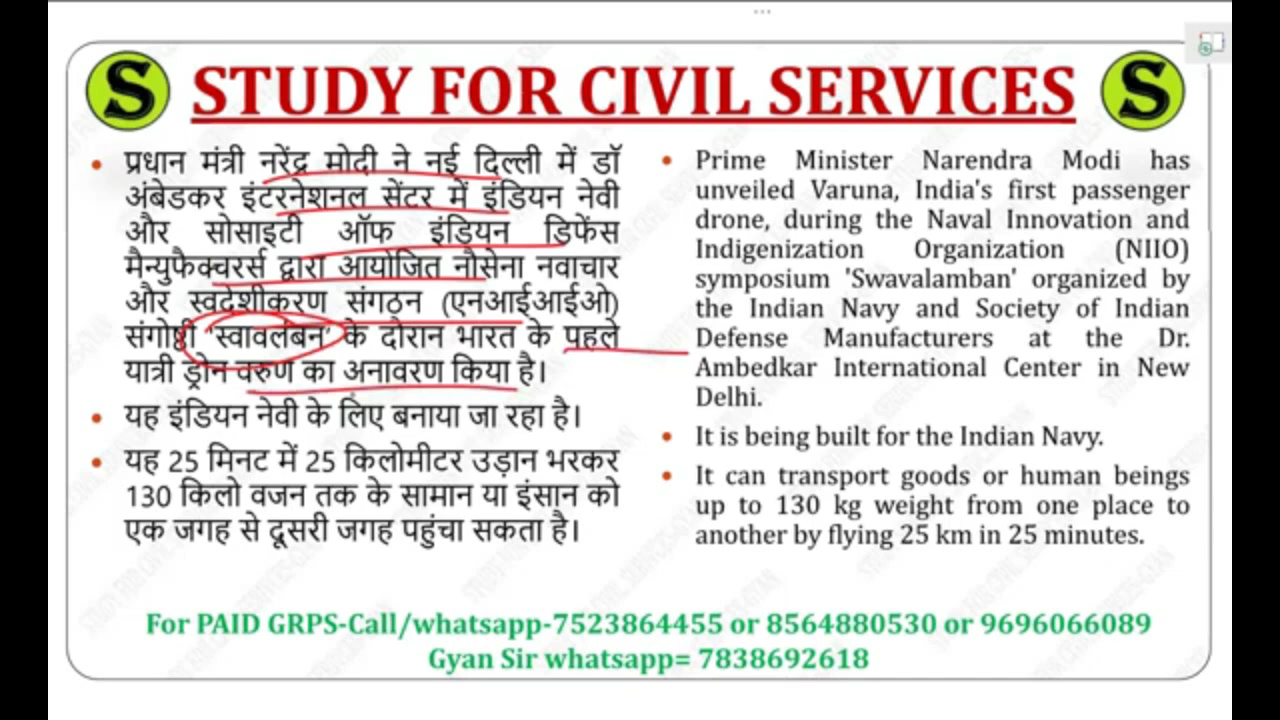 S STUDY FOR CIVIL SERVICES S
• प्रधान मंत्री नरेंद्र मोदी ने नई दिल्ली में डॉ
अंबेडकर इंटरनेशनल सेंटर में इंडियन नेवी
और सोसाइटी ऑफ इंडियन डिफेंस
मैन्युफैक्चरर्स द्वारा आयोजित नौसेना नवाचार
और स्वदेशीकरण संगठन (एनआईआईओ)
संगोष्ठी 'स्वावलंबन' के दौरान भारत के पहले
यात्री ड्रोन वरुण का अनावरण किया है।
• यह इंडियन नेवी के लिए बनाया जा रहा है।
• यह 25 मिनट में 25 किलोमीटर उड़ान भरकर
130 किलो वजन तक के सामान या इंसान को
एक जगह से दूसरी जगह पहुंचा सकता है।
• Prime Minister Narendra Modi has
unveiled Varuna, India's first passenger
drone, during the Naval Innovation and
Indigenization Organization (NIIO)
symposium 'Swavalamban' organized by
the Indian Navy and Society of Indian
Defense Manufacturers at the Dr.
Ambedkar International Center in New
Delhi.
• It is being built for the Indian Navy.
• It can transport goods or human beings
up to 130 kg weight from one place to
another by flying 25 km in 25 minutes.
For PAID GRPS-Call/whatsapp-7523864455 or 8564880530 or 9696066089
Gyan Sir whatsapp= 7838692618